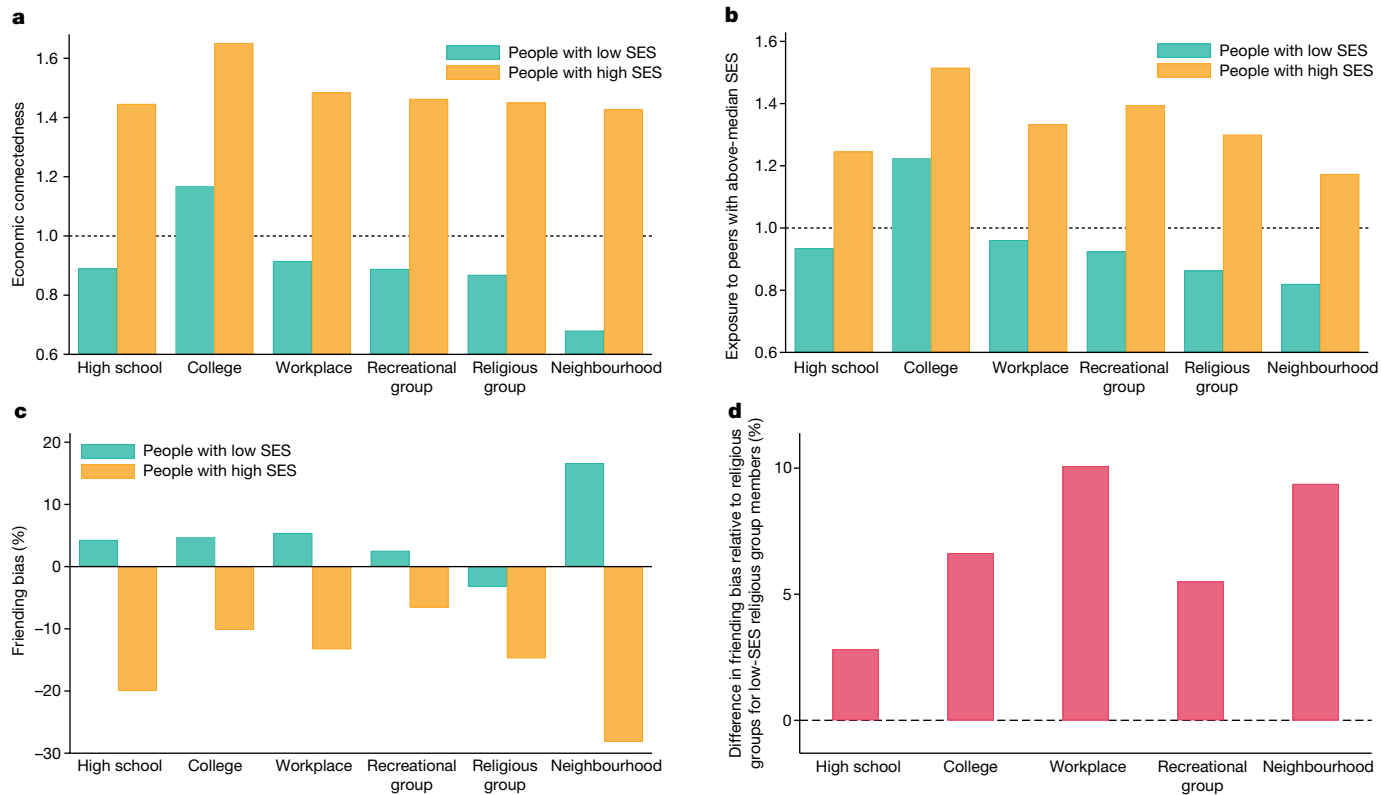 a
Economic connectedness
1.6
1.4
1.2
1.0
0.8
0.6
People with low SES
People with high SES
High school
College
Workplace
Recreational
group
Religious
group
Neighbourhood
b
Exposure to peers with above-median SES
1.6
1.4
1.2
1.0
0.8
0.6
People with low SES
People with high SES
High school
College
Workplace
Recreational
group
Religious
group
Neighbourhood
c
Friending bias (%)
20
10
0
–10
–20
–30
People with low SES
People with high SES
High school
College
Workplace
Recreational
group
Religious
group
Neighbourhood
d
Difference in friending bias relative to religious
groups for low-SES religious group members (%)
10
5
0
High school
College
Workplace
Recreational
group
Neighbourhood